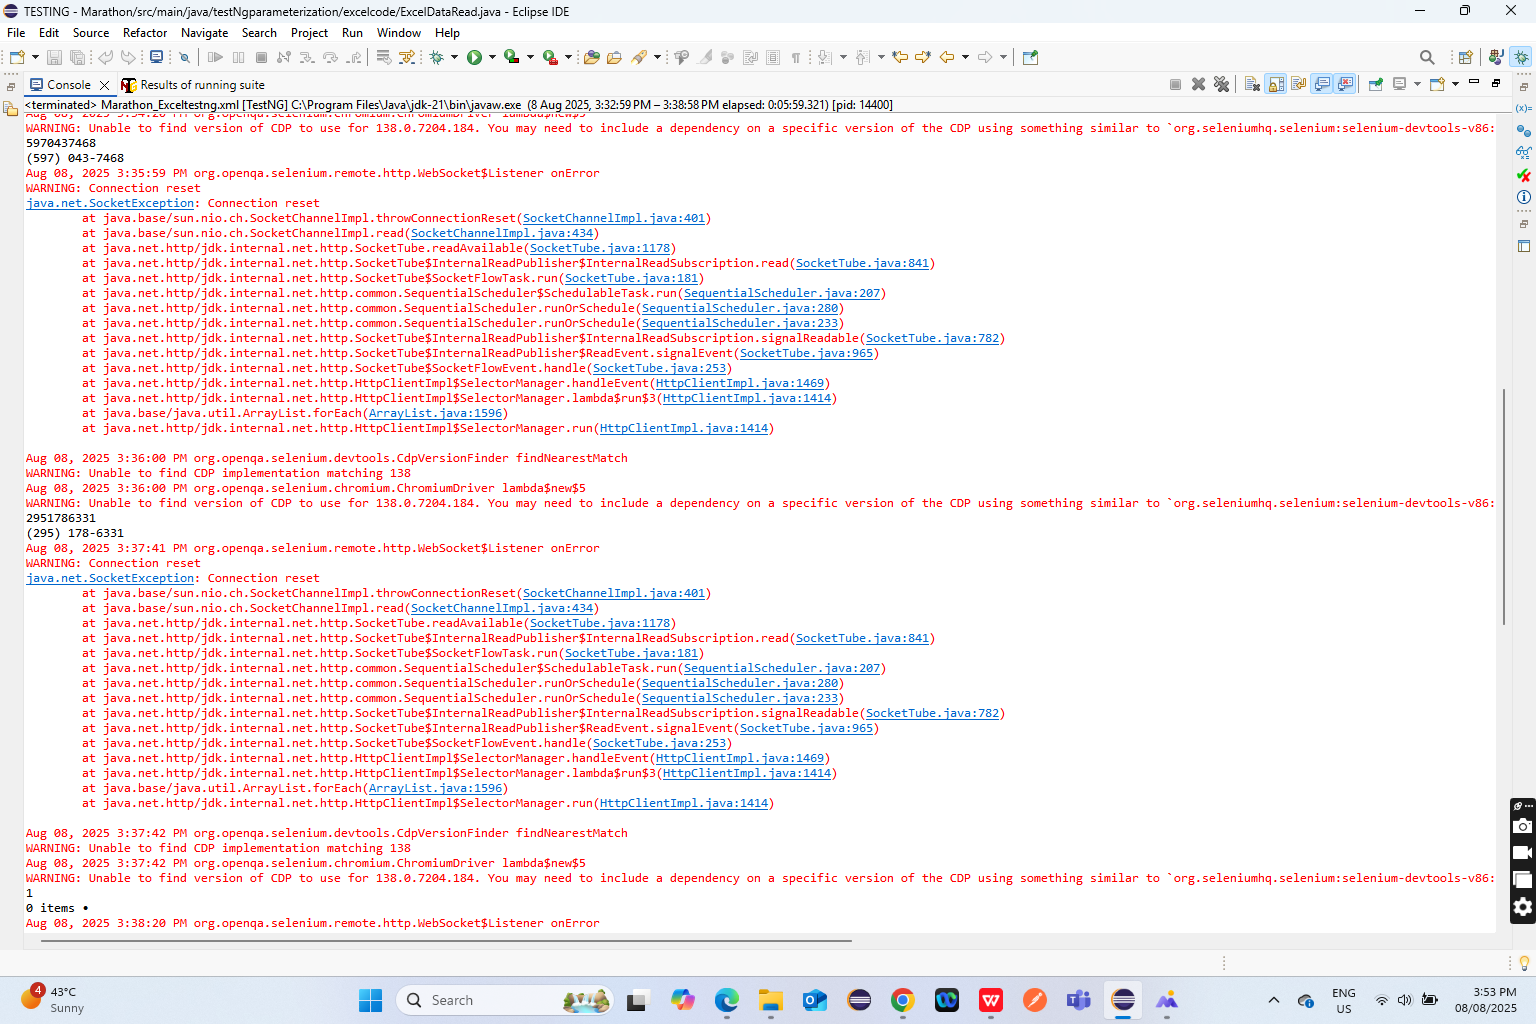 TESTING - Marathon/src/main/java/testNgparameterization/excelcode/ExcelDataRead.java - Eclipse IDE
File Edit Source Refactor Navigate Search Project Run Window Help
Console Results of running suite
<terminated> Marathon_Exceltestng.xml [TestNG] C:\Program Files\Java\jdk-21\bin\javaw.exe (8 Aug 2025, 3:32:59 PM – 3:38:58 PM elapsed: 0:05:59.321) [pid: 14400]
Aug 08, 2025 3:34:20 PM org.openqa.selenium.chromium.ChromiumDriver lambda$new$5
WARNING: Unable to find version of CDP to use for 138.0.7204.184. You may need to include a dependency on a specific version of the CDP using something similar to `org.seleniumhq.selenium:selenium-devtools-v86:
5970437468
(597) 043-7468
Aug 08, 2025 3:35:59 PM org.openqa.selenium.remote.http.WebSocket$Listener onError
WARNING: Connection reset
java.net.SocketException: Connection reset
at java.base/sun.nio.ch.SocketChannelImpl.throwConnectionReset(SocketChannelImpl.java:401)
at java.base/sun.nio.ch.SocketChannelImpl.read(SocketChannelImpl.java:434)
at java.net.http/jdk.internal.net.http.SocketTube.readAvailable(SocketTube.java:1178)
at java.net.http/jdk.internal.net.http.SocketTube$InternalReadPublisher$InternalReadSubscription.read(SocketTube.java:841)
at java.net.http/jdk.internal.net.http.SocketTube$SocketFlowTask.run(SocketTube.java:181)
at java.net.http/jdk.internal.net.http.common.SequentialScheduler$SchedulableTask.run(SequentialScheduler.java:207)
at java.net.http/jdk.internal.net.http.common.SequentialScheduler.runOrSchedule(SequentialScheduler.java:280)
at java.net.http/jdk.internal.net.http.common.SequentialScheduler.runOrSchedule(SequentialScheduler.java:233)
at java.net.http/jdk.internal.net.http.SocketTube$InternalReadPublisher$InternalReadSubscription.signalReadable(SocketTube.java:782)
at java.net.http/jdk.internal.net.http.SocketTube$InternalReadPublisher$ReadEvent.signalEvent(SocketTube.java:965)
at java.net.http/jdk.internal.net.http.SocketTube$SocketFlowEvent.handle(SocketTube.java:253)
at java.net.http/jdk.internal.net.http.HttpClientImpl$SelectorManager.handleEvent(HttpClientImpl.java:1469)
at java.net.http/jdk.internal.net.http.HttpClientImpl$SelectorManager.lambda$run$3(HttpClientImpl.java:1414)
at java.base/java.util.ArrayList.forEach(ArrayList.java:1596)
at java.net.http/jdk.internal.net.http.HttpClientImpl$SelectorManager.run(HttpClientImpl.java:1414)
Aug 08, 2025 3:36:00 PM org.openqa.selenium.devtools.CdpVersionFinder findNearestMatch
WARNING: Unable to find CDP implementation matching 138
Aug 08, 2025 3:36:00 PM org.openqa.selenium.chromium.ChromiumDriver lambda$new$5
WARNING: Unable to find version of CDP to use for 138.0.7204.184. You may need to include a dependency on a specific version of the CDP using something similar to `org.seleniumhq.selenium:selenium-devtools-v86:
2951786331
(295) 178-6331
Aug 08, 2025 3:37:41 PM org.openqa.selenium.remote.http.WebSocket$Listener onError
WARNING: Connection reset
java.net.SocketException: Connection reset
at java.base/sun.nio.ch.SocketChannelImpl.throwConnectionReset(SocketChannelImpl.java:401)
at java.base/sun.nio.ch.SocketChannelImpl.read(SocketChannelImpl.java:434)
at java.net.http/jdk.internal.net.http.SocketTube.readAvailable(SocketTube.java:1178)
at java.net.http/jdk.internal.net.http.SocketTube$InternalReadPublisher$InternalReadSubscription.read(SocketTube.java:841)
at java.net.http/jdk.internal.net.http.SocketTube$SocketFlowTask.run(SocketTube.java:181)
at java.net.http/jdk.internal.net.http.common.SequentialScheduler$SchedulableTask.run(SequentialScheduler.java:207)
at java.net.http/jdk.internal.net.http.common.SequentialScheduler.runOrSchedule(SequentialScheduler.java:280)
at java.net.http/jdk.internal.net.http.common.SequentialScheduler.runOrSchedule(SequentialScheduler.java:233)
at java.net.http/jdk.internal.net.http.SocketTube$InternalReadPublisher$InternalReadSubscription.signalReadable(SocketTube.java:782)
at java.net.http/jdk.internal.net.http.SocketTube$InternalReadPublisher$ReadEvent.signalEvent(SocketTube.java:965)
at java.net.http/jdk.internal.net.http.SocketTube$SocketFlowEvent.handle(SocketTube.java:253)
at java.net.http/jdk.internal.net.http.HttpClientImpl$SelectorManager.handleEvent(HttpClientImpl.java:1469)
at java.net.http/jdk.internal.net.http.HttpClientImpl$SelectorManager.lambda$run$3(HttpClientImpl.java:1414)
at java.base/java.util.ArrayList.forEach(ArrayList.java:1596)
at java.net.http/jdk.internal.net.http.HttpClientImpl$SelectorManager.run(HttpClientImpl.java:1414)
Aug 08, 2025 3:37:42 PM org.openqa.selenium.devtools.CdpVersionFinder findNearestMatch
WARNING: Unable to find CDP implementation matching 138
Aug 08, 2025 3:37:42 PM org.openqa.selenium.chromium.ChromiumDriver lambda$new$5
WARNING: Unable to find version of CDP to use for 138.0.7204.184. You may need to include a dependency on a specific version of the CDP using something similar to `org.seleniumhq.selenium:selenium-devtools-v86:
1
0 items •
Aug 08, 2025 3:38:20 PM org.openqa.selenium.remote.http.WebSocket$Listener onError
4
43°C
Sunny
Search
ENG
US
3:53 PM
08/08/2025